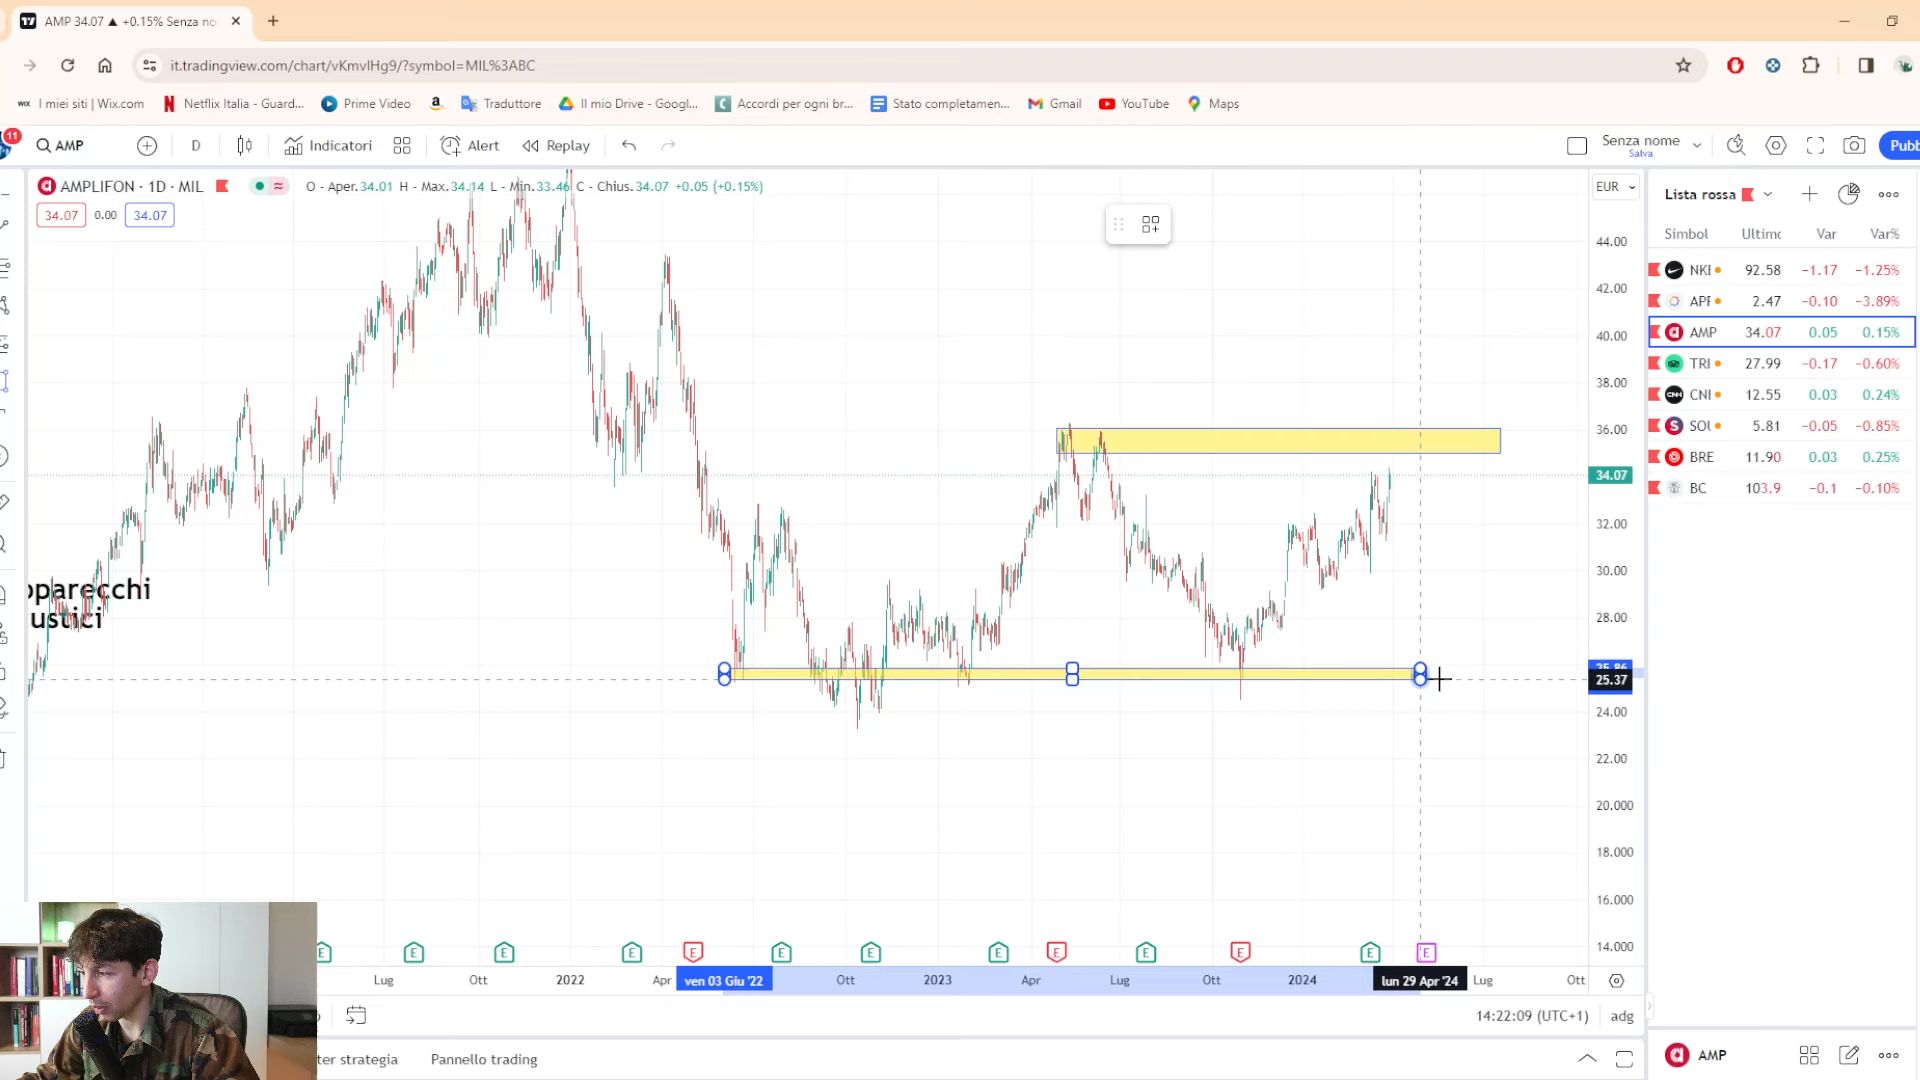 AMP 34.07 ▲ +0.15% Senza no
it.tradingview.com/chart/vKmvlHg9/?symbol=MIL%3ABC
I miei siti | Wix.com
Netflix Italia - Guard...
Prime Video
Traduttore
Il mio Drive - Googl...
Accordi per ogni br...
Stato completamen...
Gmail
YouTube
Maps
11
AMP
D
Indicatori
Alert
Replay
Senza nome
Salva
Pubb
AMPLIFON · 1D · MIL
O - Aper.34.01 H - Max.34.14 L - Min.33.46 C - Chius.34.07 +0.05 (+0.15%)
34.07
0.00
34.07
EUR
44.00
42.00
40.00
38.00
36.00
34.07
32.00
30.00
28.00
25.86
25.37
24.00
22.00
20.000
18.000
16.000
14.000
pparecchi
ustici
Lista rossa
Simbol Ultimo Var Var%
NKE 92.58 −1.17 −1.25%
APP 2.47 −0.10 −3.89%
AMP 34.07 0.05 0.15%
TRI 27.99 −0.17 −0.60%
CNI 12.55 0.03 0.24%
SOU 5.81 −0.05 −0.85%
BRE 11.90 0.03 0.25%
BC 103.9 −0.1 −0.10%
E E E E E E E E E E E E E
Lug
Ott
2022
Apr
ven 03 Giu '22
Ott
2023
Apr
Lug
Ott
2024
lun 29 Apr '24
Lug
Ott
14:22:09 (UTC+1)
adg
ter strategia
Pannello trading
AMP